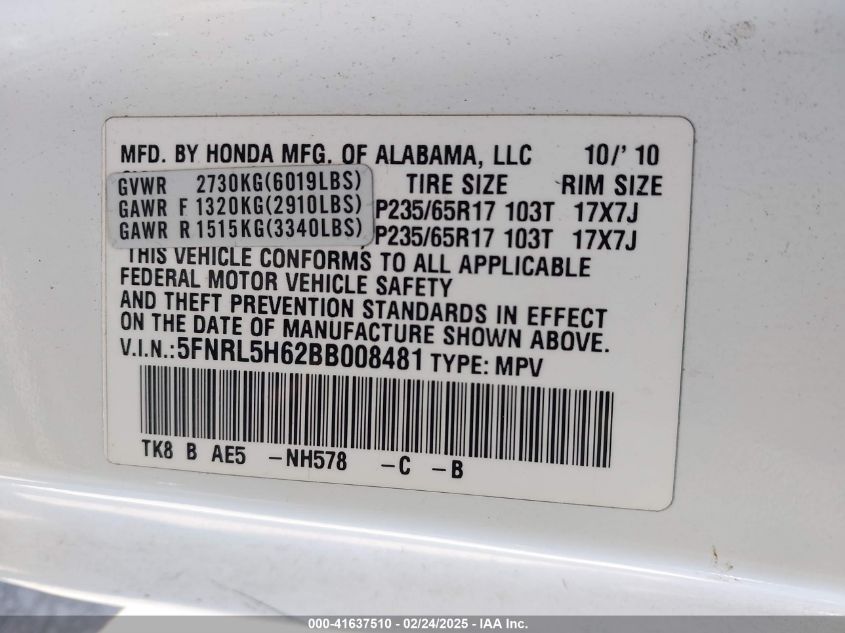 MFD. BY HONDA MFG. OF ALABAMA, LLC 10/'10
GVWR 2730KG(6019LBS) TIRE SIZE RIM SIZE
GAWR F 1320KG(2910LBS) P235/65R17 103T 17X7J
GAWR R 1515KG(3340LBS) P235/65R17 103T 17X7J
THIS VEHICLE CONFORMS TO ALL APPLICABLE
FEDERAL MOTOR VEHICLE SAFETY
AND THEFT PREVENTION STANDARDS IN EFFECT
ON THE DATE OF MANUFACTURE SHOWN ABOVE.
V.I.N.: 5FNRL5H62BB008481 TYPE: MPV
TK8 B AE5 -NH578 -C -B
000-41637510 - 02/24/2025 - IAA Inc.